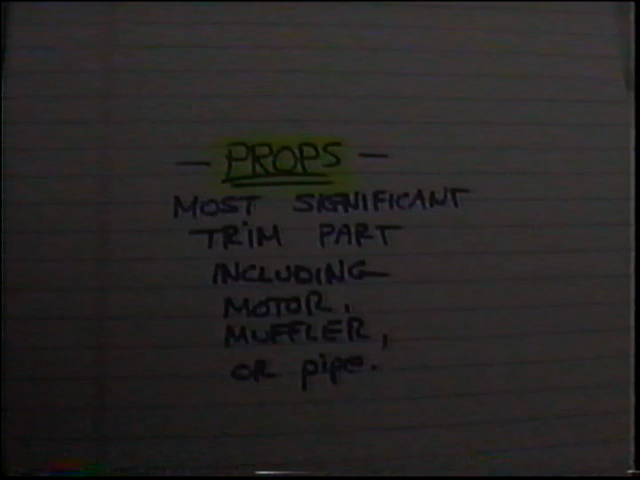 - PROPS -
MOST SIGNIFICANT
TRIM PART
INCLUDING
MOTOR,
MUFFLER,
OR pipe.